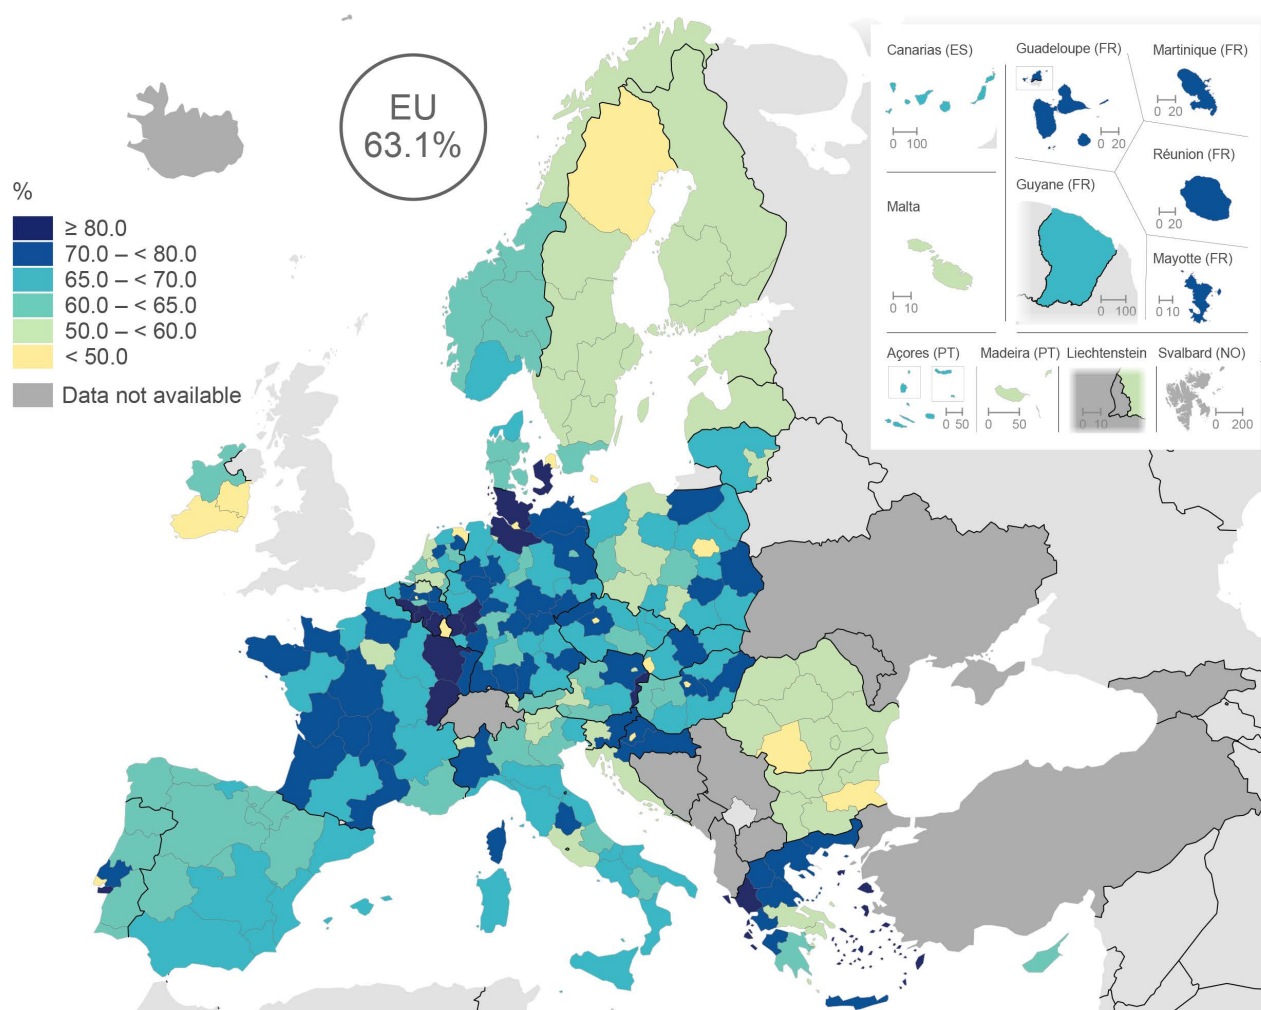 EU
63.1%
%
≥ 80.0
70.0 – < 80.0
65.0 – < 70.0
60.0 – < 65.0
50.0 – < 60.0
< 50.0
Data not available
Canarias (ES)
0 100
Guadeloupe (FR)
0 20
Martinique (FR)
0 20
Réunion (FR)
0 20
Malta
0 10
Guyane (FR)
0 100
Mayotte (FR)
0 10
Açores (PT)
0 50
Madeira (PT)
0 50
Liechtenstein
0 10
Svalbard (NO)
0 200